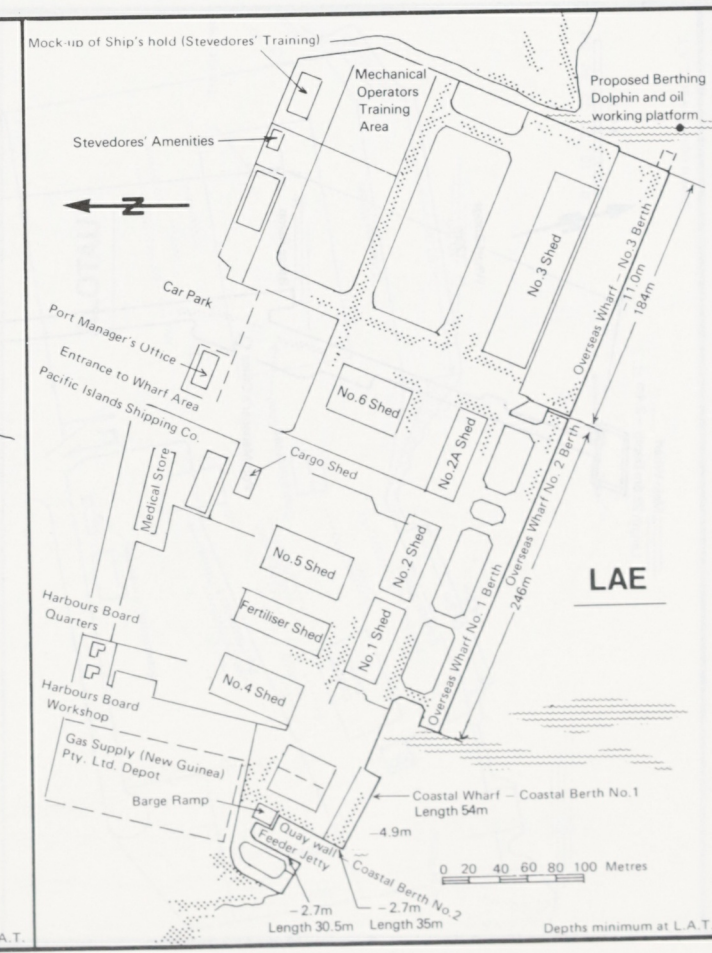 Mock-up of Ship's hold (Stevedores' Training)
Mechanical
Operators
Training
Area
Proposed Berthing
Dolphin and oil
working platform
Stevedores' Amenities
N
No.3 Shed
Overseas Wharf – No.3 Berth
–11.0m
184m
Car Park
Port Manager's Office
Entrance to Wharf Area
Pacific Islands Shipping Co.
No.6 Shed
No.2A Shed
Cargo Shed
Medical Store
Overseas Wharf No. 2 Berth
246m
LAE
No.5 Shed
No.2 Shed
Overseas Wharf No. 1 Berth
Harbours Board
Quarters
Fertiliser Shed
No.1 Shed
No.4 Shed
Harbours Board
Workshop
Gas Supply (New Guinea)
Pty. Ltd. Depot
Barge Ramp
Coastal Wharf – Coastal Berth No.1
Length 54m
–4.9m
Quay wall
Feeder Jetty
Coastal Berth No.2
0 20 40 60 80 100 Metres
–2.7m
Length 30.5m
–2.7m
Length 35m
Depths minimum at L.A.T.
A.T.